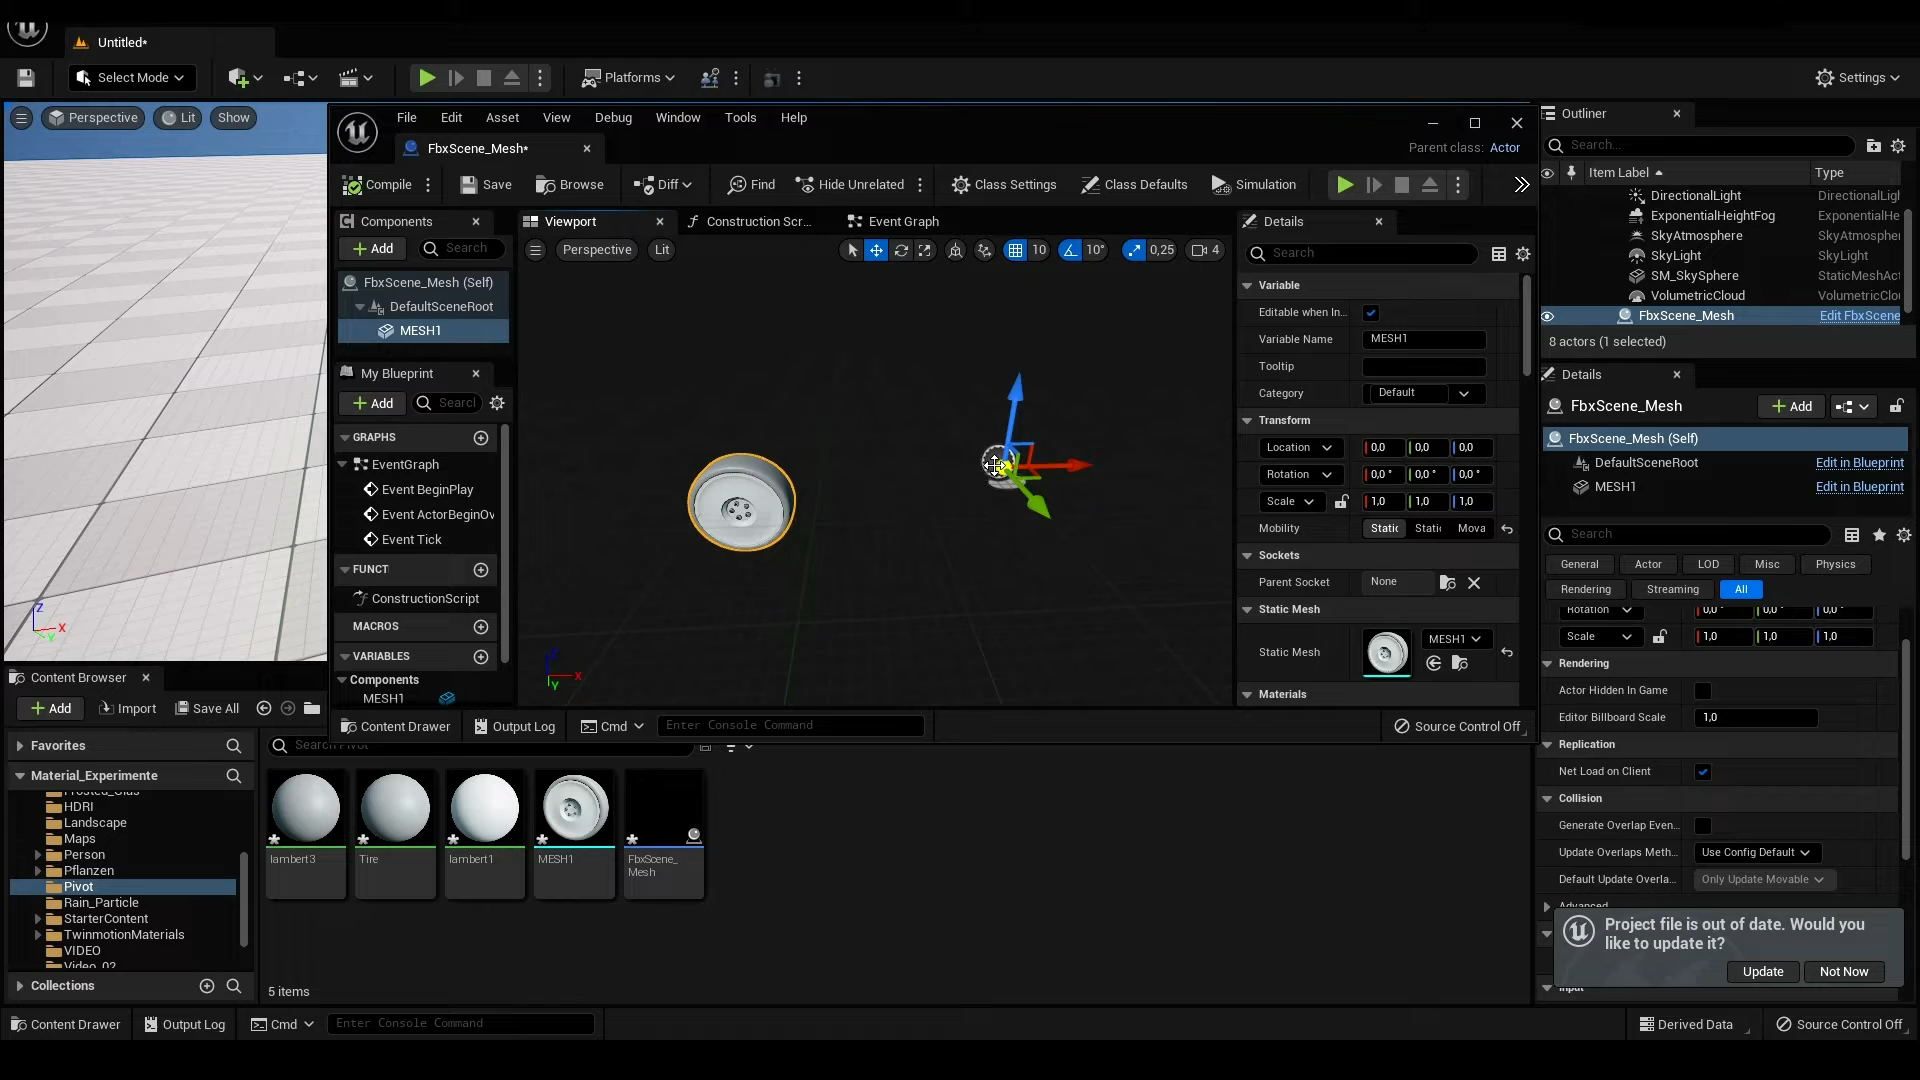 Untitled*
Select Mode
Platforms
Settings
Perspective
Lit
Show
File
Edit
Asset
View
Debug
Window
Tools
Help
FbxScene_Mesh*
Parent class: Actor
Compile
Save
Browse
Diff
Find
Hide Unrelated
Class Settings
Class Defaults
Simulation
Components
Add
Search
FbxScene_Mesh (Self)
DefaultSceneRoot
MESH1
My Blueprint
Add
Search
GRAPHS
EventGraph
Event BeginPlay
Event ActorBeginOv
Event Tick
FUNCT
ConstructionScript
MACROS
VARIABLES
Components
MESH1
Viewport
Construction Scr...
Event Graph
Perspective
Lit
10
10°
0,25
4
X
Y
Details
Search
Variable
Editable when In...
Variable Name
MESH1
Tooltip
Category
Default
Transform
Location
0,0
0,0
0,0
Rotation
0,0 °
0,0 °
0,0 °
Scale
1,0
1,0
1,0
Mobility
Static
Static
Mova
Sockets
Parent Socket
None
Static Mesh
Static Mesh
MESH1
Materials
Content Drawer
Output Log
Cmd
Enter Console Command
Source Control Off
Z
X
Y
Outliner
Search...
Item Label
Type
DirectionalLight
DirectionalLigh
ExponentialHeightFog
ExponentialHe
SkyAtmosphere
SkyAtmospher
SkyLight
SkyLight
SM_SkySphere
StaticMeshAct
VolumetricCloud
VolumetricClou
FbxScene_Mesh
Edit FbxScene
8 actors (1 selected)
Details
FbxScene_Mesh
Add
FbxScene_Mesh (Self)
DefaultSceneRoot
Edit in Blueprint
MESH1
Edit in Blueprint
Search
General
Actor
LOD
Misc
Physics
Rendering
Streaming
All
Rotation
0,0 °
0,0 °
0,0 °
Scale
1,0
1,0
1,0
Rendering
Actor Hidden In Game
Editor Billboard Scale
1,0
Replication
Net Load on Client
Collision
Generate Overlap Even...
Update Overlaps Meth...
Use Config Default
Default Update Overla...
Only Update Movable
Advanced
Project file is out of date. Would you
like to update it?
Update
Not Now
Input
Content Browser
Add
Import
Save All
Favorites
Material_Experimente
Frosted_Glas
HDRI
Landscape
Maps
Person
Pflanzen
Pivot
Rain_Particle
StarterContent
TwinmotionMaterials
VIDEO
Video_02
Collections
Search Pivot
lambert3
Tire
lambert1
MESH1
FbxScene_
Mesh
5 items
Content Drawer
Output Log
Cmd
Enter Console Command
Derived Data
Source Control Off